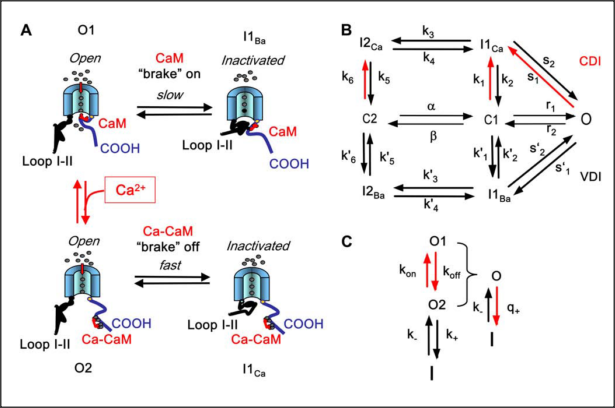 A
O1
I1Ba
Open
CaM
Inactivated
"brake" on
slow
CaM
COOH
Loop I-II
Loop I-II
CaM
COOH
Ca2+
Open
Ca-CaM
Inactivated
"brake" off
fast
COOH
Loop I-II
Ca-CaM
Loop I-II
COOH
Ca-CaM
O2
I1Ca
B
I2Ca
k3
k4
I1Ca
s2
s1
CDI
k6
k5
k1
k2
C2
α
β
C1
r1
r2
O
k'6
k'5
k'1
k'2
s'2
s'1
VDI
I2Ba
k'3
k'4
I1Ba
C
O1
kon
koff
O
O2
k-
q+
k-
k+
I
I